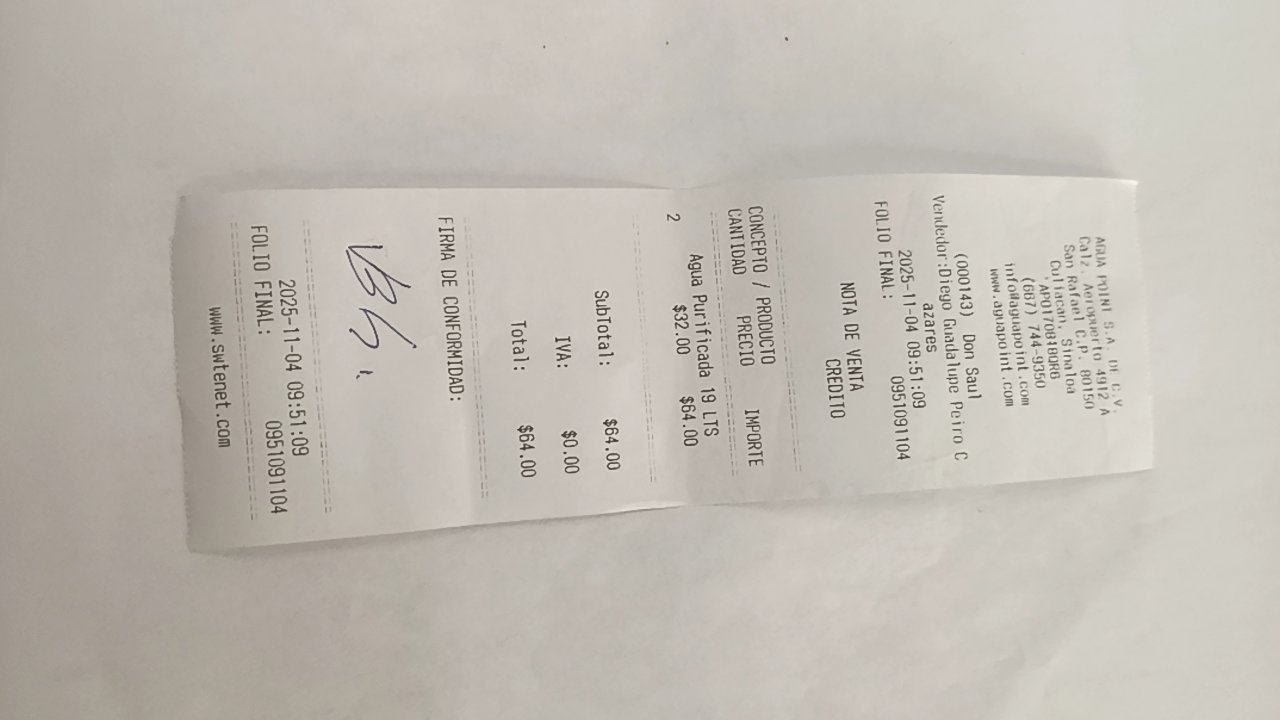 AGUA POINT S.A. DE C.V.
Calz. Aeropuerto 4912 A
San Rafael C.P. 80150
Culiacan, Sinaloa
(667) 744-9350
info@aguapoint.com
www.aguapoint.com
(000143) Don Saul
Vendedor:Diego Guadalupe Peiro C
azares
2025-11-04 09:51:09
FOLIO FINAL: 0951091104
NOTA DE VENTA
CREDITO
CONCEPTO / PRODUCTO
CANTIDAD PRECIO IMPORTE
Agua Purificada 19 LTS
2 $32.00 $64.00
SubTotal: $64.00
IVA: $0.00
Total: $64.00
FIRMA DE CONFORMIDAD:
2025-11-04 09:51:09
FOLIO FINAL: 0951091104
www.swtenet.com